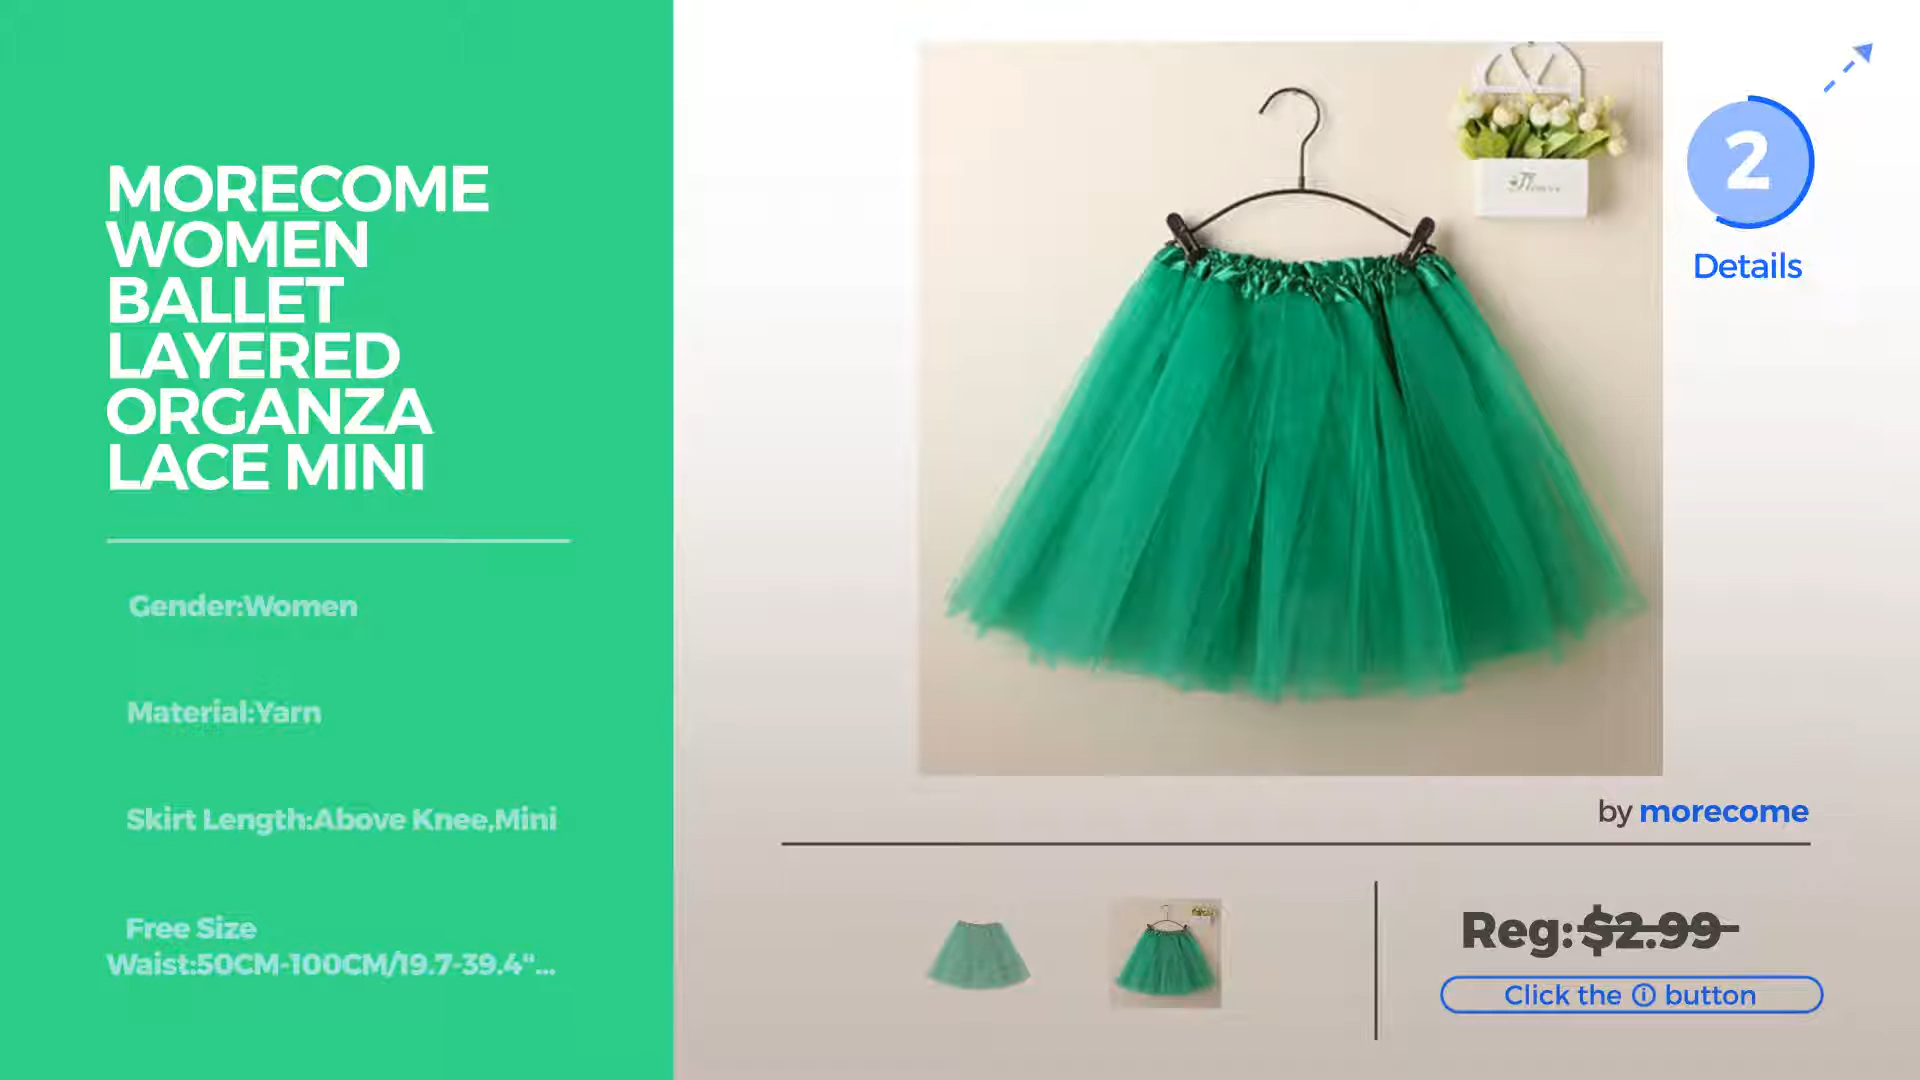 MORECOME
WOMEN
BALLET
LAYERED
ORGANZA
LACE MINI
Gender:Women
Material:Yarn
Skirt Length:Above Knee,Mini
Free Size
Waist:50CM-100CM/19.7-39.4"...
2
Details
by morecome
Reg: $2.99
Click the ⓘ button